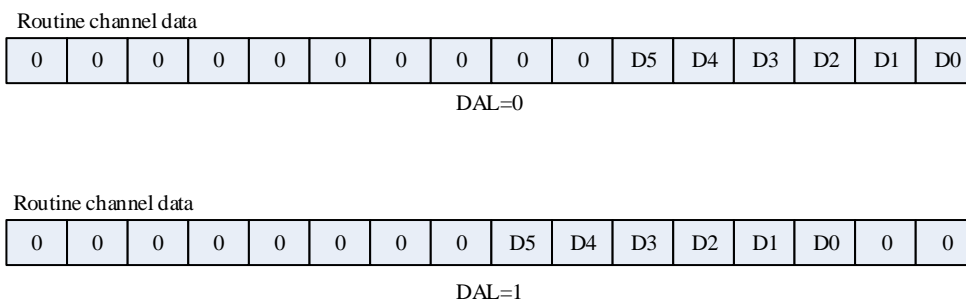 Routine channel data
0 0 0 0 0 0 0 0 0 0 D5 D4 D3 D2 D1 D0
DAL=0
Routine channel data
0 0 0 0 0 0 0 0 D5 D4 D3 D2 D1 D0 0 0
DAL=1